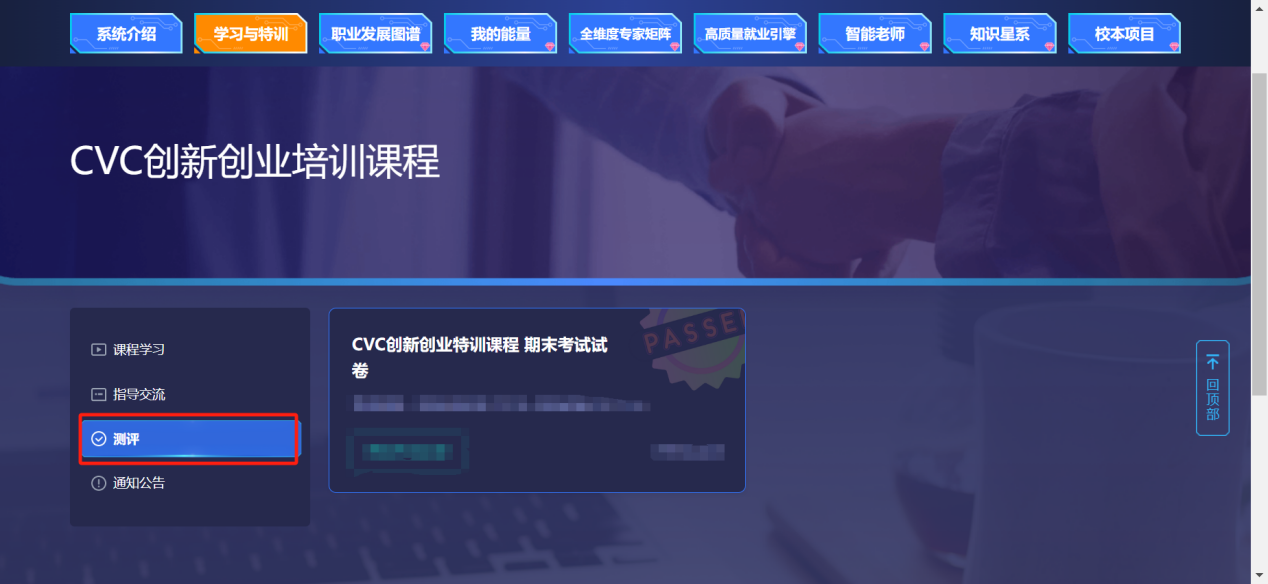 系统介绍
学习与特训
职业发展图谱
我的能量
全维度专家矩阵
高质量就业引擎
智能老师
知识星系
校本项目
CVC创新创业培训课程
课程学习
指导交流
测评
通知公告
CVC创新创业特训课程 期末考试试
卷
PASSE
回
顶
部